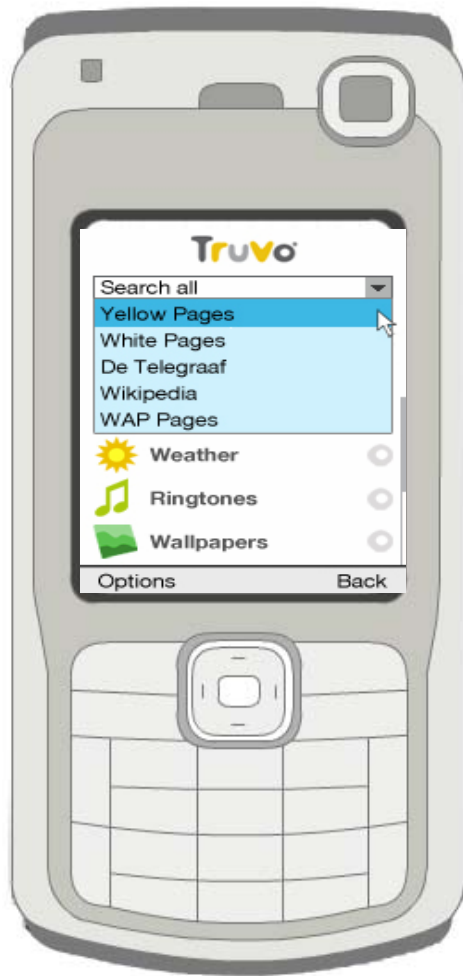 Truvo
Search all
Yellow Pages
White Pages
De Telegraaf
Wikipedia
WAP Pages
Weather
Ringtones
Wallpapers
Options Back